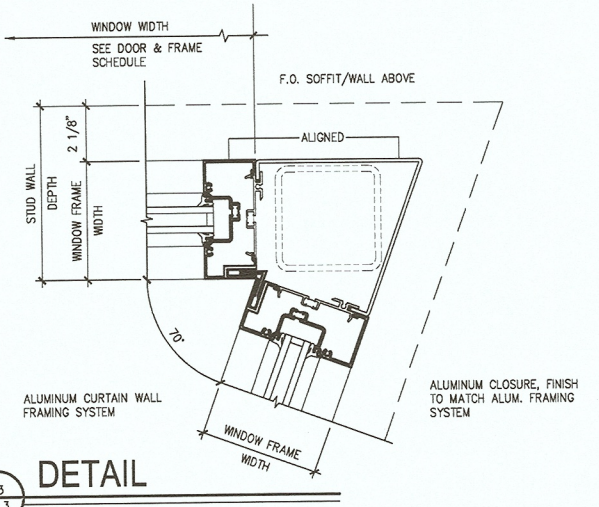 WINDOW WIDTH
SEE DOOR & FRAME
SCHEDULE
F.O. SOFFIT/WALL ABOVE
2 1/8"
ALIGNED
STUD WALL
DEPTH
WINDOW FRAME
WIDTH
70°
ALUMINUM CURTAIN WALL
FRAMING SYSTEM
ALUMINUM CLOSURE, FINISH
TO MATCH ALUM. FRAMING
SYSTEM
WINDOW FRAME
WIDTH
3
DETAIL
3